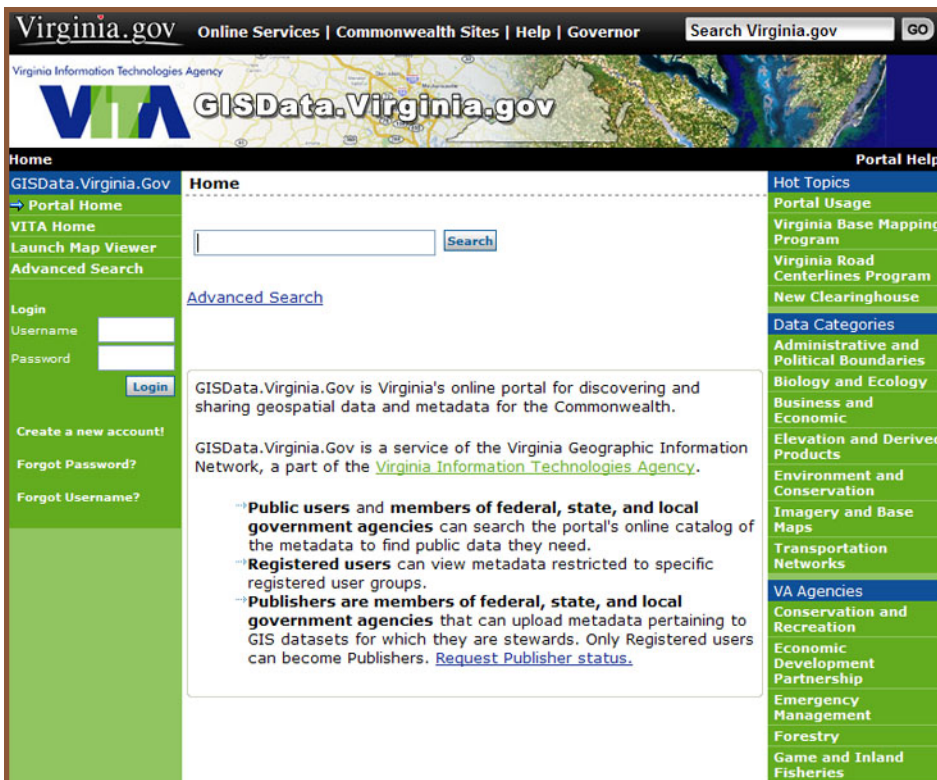 Virginia.gov
Online Services | Commonwealth Sites | Help | Governor
Search Virginia.gov
GO
Virginia Information Technologies Agency
VITA
GISData.Virginia.gov
Home
Portal Help
GISData.Virginia.Gov
Portal Home
VITA Home
Launch Map Viewer
Advanced Search
Login
Username
Password
Login
Create a new account!
Forgot Password?
Forgot Username?
Home
Search
Advanced Search
GISData.Virginia.Gov is Virginia's online portal for discovering and
sharing geospatial data and metadata for the Commonwealth.
GISData.Virginia.Gov is a service of the Virginia Geographic Information
Network, a part of the Virginia Information Technologies Agency.
Public users and members of federal, state, and local
government agencies can search the portal's online catalog of
the metadata to find public data they need.
Registered users can view metadata restricted to specific
registered user groups.
Publishers are members of federal, state, and local
government agencies that can upload metadata pertaining to
GIS datasets for which they are stewards. Only Registered users
can become Publishers. Request Publisher status.
Hot Topics
Portal Usage
Virginia Base Mapping
Program
Virginia Road
Centerlines Program
New Clearinghouse
Data Categories
Administrative and
Political Boundaries
Biology and Ecology
Business and
Economic
Elevation and Derived
Products
Environment and
Conservation
Imagery and Base
Maps
Transportation
Networks
VA Agencies
Conservation and
Recreation
Economic
Development
Partnership
Emergency
Management
Forestry
Game and Inland
Fisheries